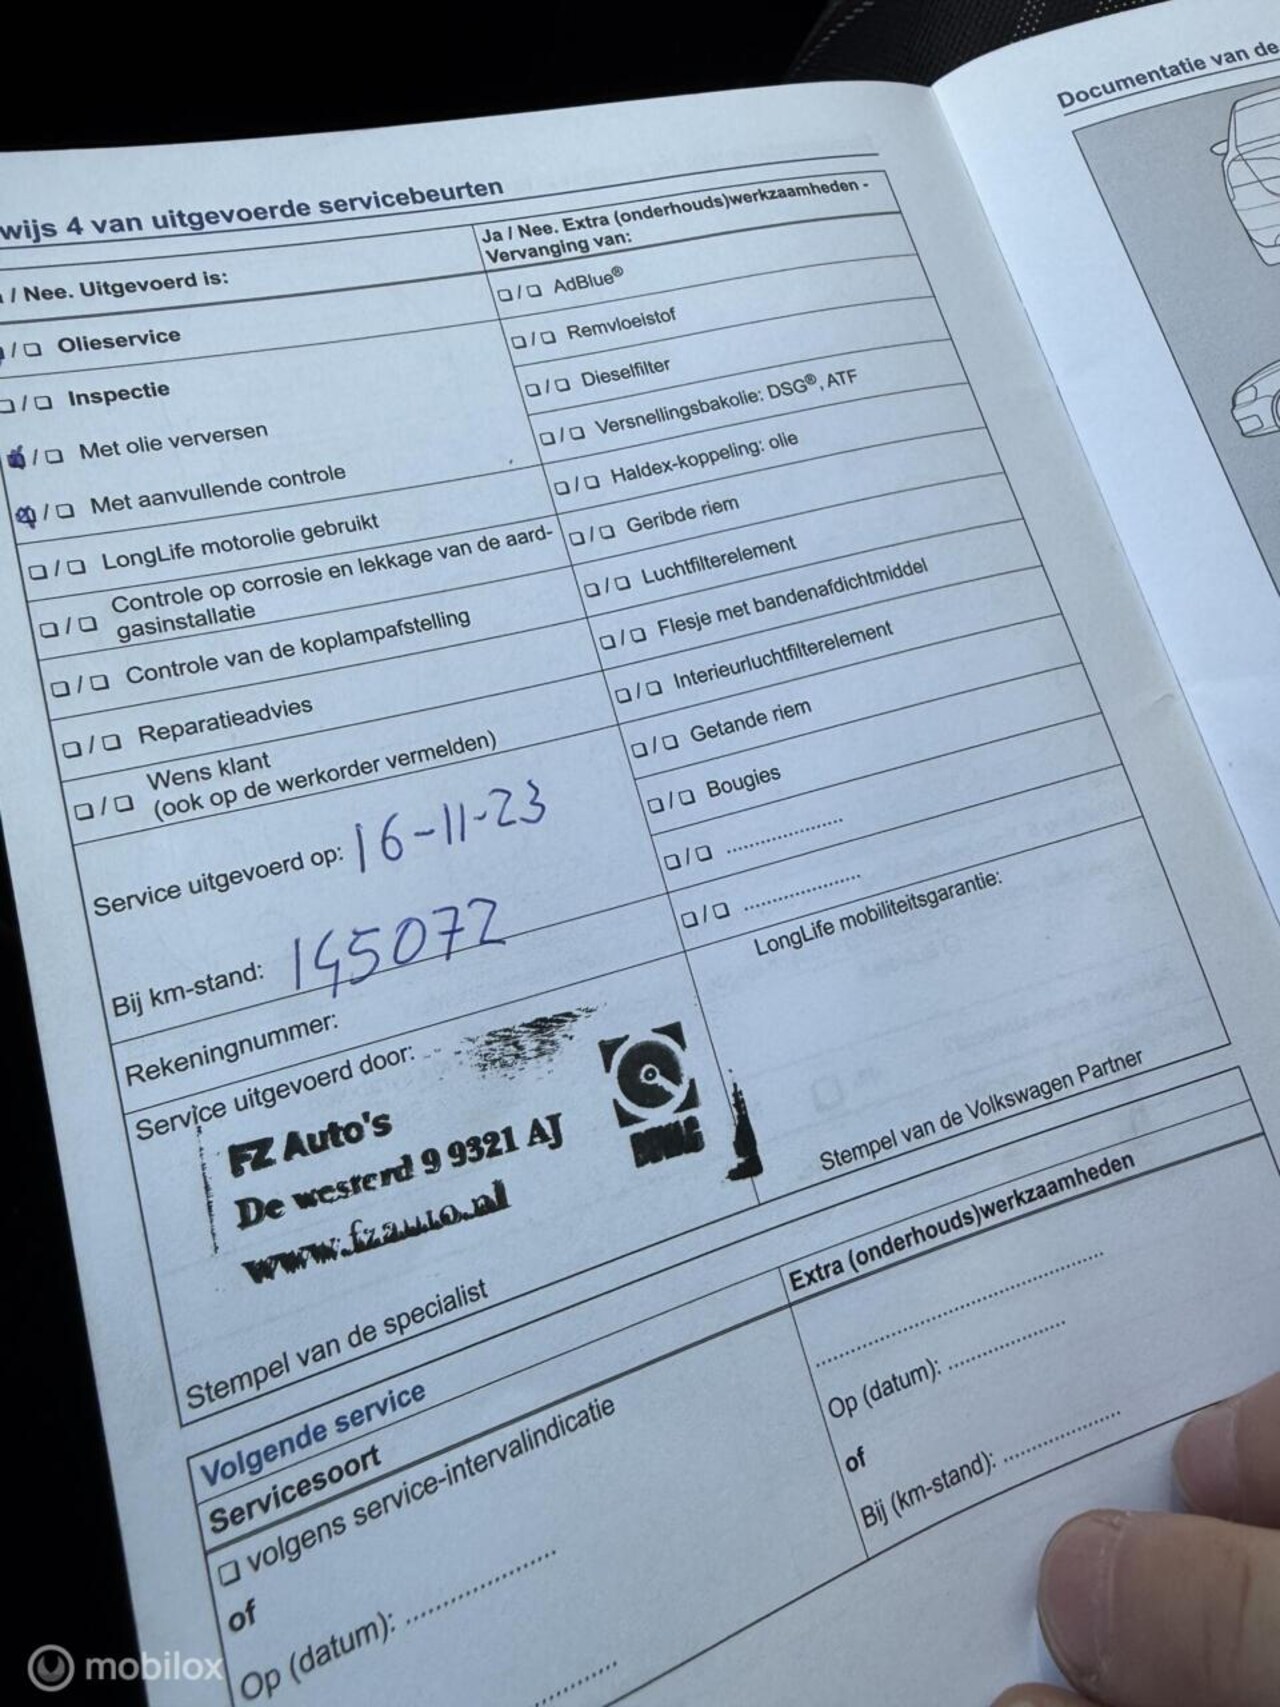 wijs 4 van uitgevoerde servicebeurten
/ Nee. Uitgevoerd is:
/ ❏ Olieservice
❏ / ❏ Inspectie
/ ❏ Met olie verversen
/ ❏ Met aanvullende controle
❏ / ❏ LongLife motorolie gebruikt
❏ / ❏ Controle op corrosie en lekkage van de aard-
gasinstallatie
❏ / ❏ Controle van de koplampafstelling
❏ / ❏ Reparatieadvies
❏ / ❏ Wens klant
(ook op de werkorder vermelden)
Service uitgevoerd op: 16-11-23
Bij km-stand: 145072
Rekeningnummer:
Service uitgevoerd door:
FZ Auto's
De westerd 9 9321 AJ
www.fzauto.nl
BOVAG
Stempel van de specialist
Ja / Nee. Extra (onderhouds)werkzaamheden -
Vervanging van:
❏ / ❏ AdBlue®
❏ / ❏ Remvloeistof
❏ / ❏ Dieselfilter
❏ / ❏ Versnellingsbakolie: DSG®, ATF
❏ / ❏ Haldex-koppeling: olie
❏ / ❏ Geribde riem
❏ / ❏ Luchtfilterelement
❏ / ❏ Flesje met bandenafdichtmiddel
❏ / ❏ Interieurluchtfilterelement
❏ / ❏ Getande riem
❏ / ❏ Bougies
❏ / ❏ ....................
❏ / ❏ ....................
LongLife mobiliteitsgarantie:
Stempel van de Volkswagen Partner
Volgende service
Servicesoort
❏ volgens service-intervalindicatie
of
Op (datum): ....................
Extra (onderhouds)werkzaamheden
........................................
Op (datum): ....................
of
Bij (km-stand): ....................
Documentatie van de
mobilox